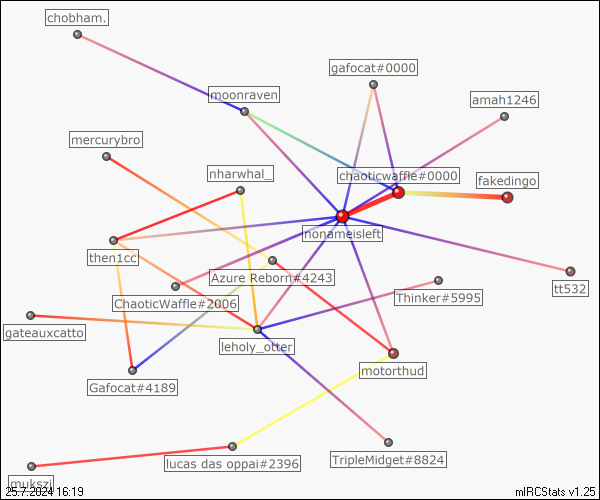 chobham.
gafocat#0000
moonraven
amah1246
mercurybro
nharwhal_
chaoticwaffle#0000
fakedingo
nonameisleft
then1cc
Azure Reborn#4243
ChaoticWaffle#2006
Thinker#5995
tt532
gateauxcatto
leholy_otter
Gafocat#4189
motorthud
lucas das oppai#2396
TripleMidget#8824
mukszi
25.7.2024 16:19
mIRCStats v1.25